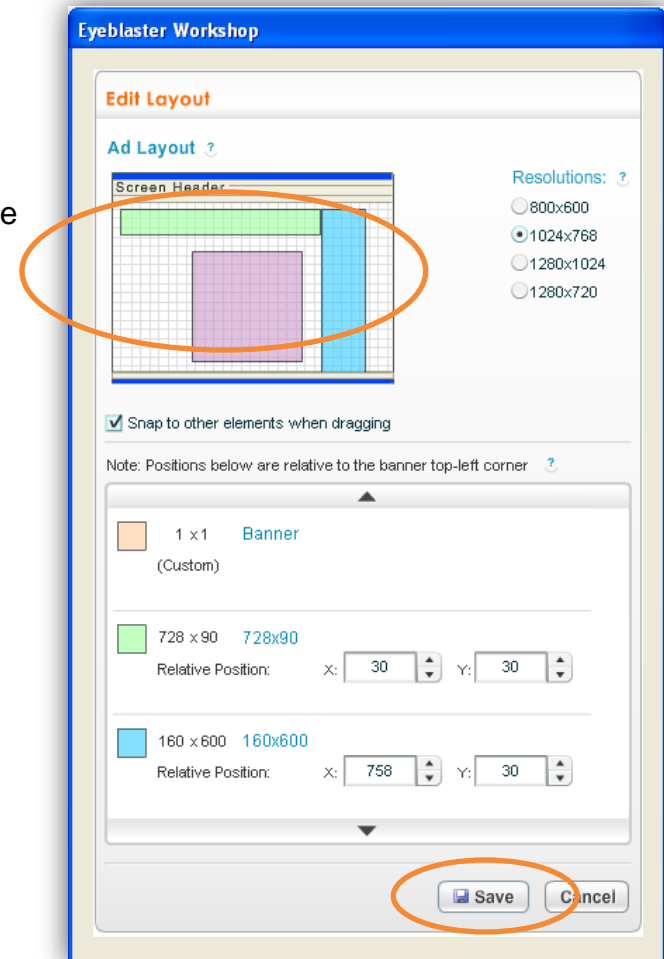 Eyeblaster Workshop
Edit Layout
Ad Layout ?
Screen Header
Resolutions: ?
800x600
1024x768
1280x1024
1280x720
e
Snap to other elements when dragging
Note: Positions below are relative to the banner top-left corner ?
1 x 1 Banner
(Custom)
728 x 90 728x90
Relative Position: X: 30 Y: 30
160 x 600 160x600
Relative Position: X: 758 Y: 30
Save Cancel